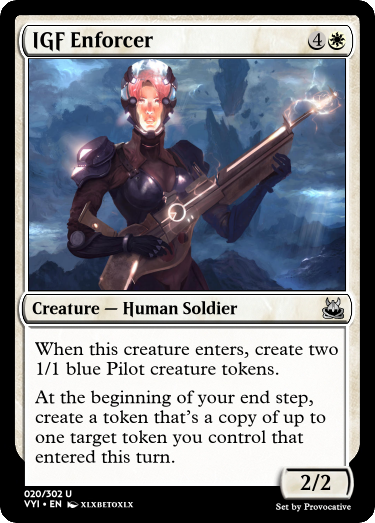 IGF Enforcer
4
Creature — Human Soldier
When this creature enters, create two
1/1 blue Pilot creature tokens.
At the beginning of your end step,
create a token that's a copy of up to
one target token you control that
entered this turn.
2/2
020/302 U
VYI • EN XLXBETOXLX
Set by Provocative